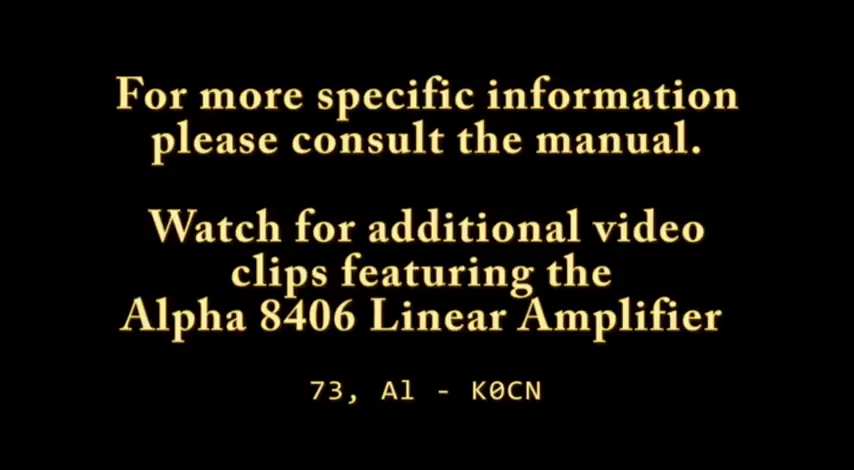 For more specific information
please consult the manual.
Watch for additional video
clips featuring the
Alpha 8406 Linear Amplifier
73, Al - K0CN